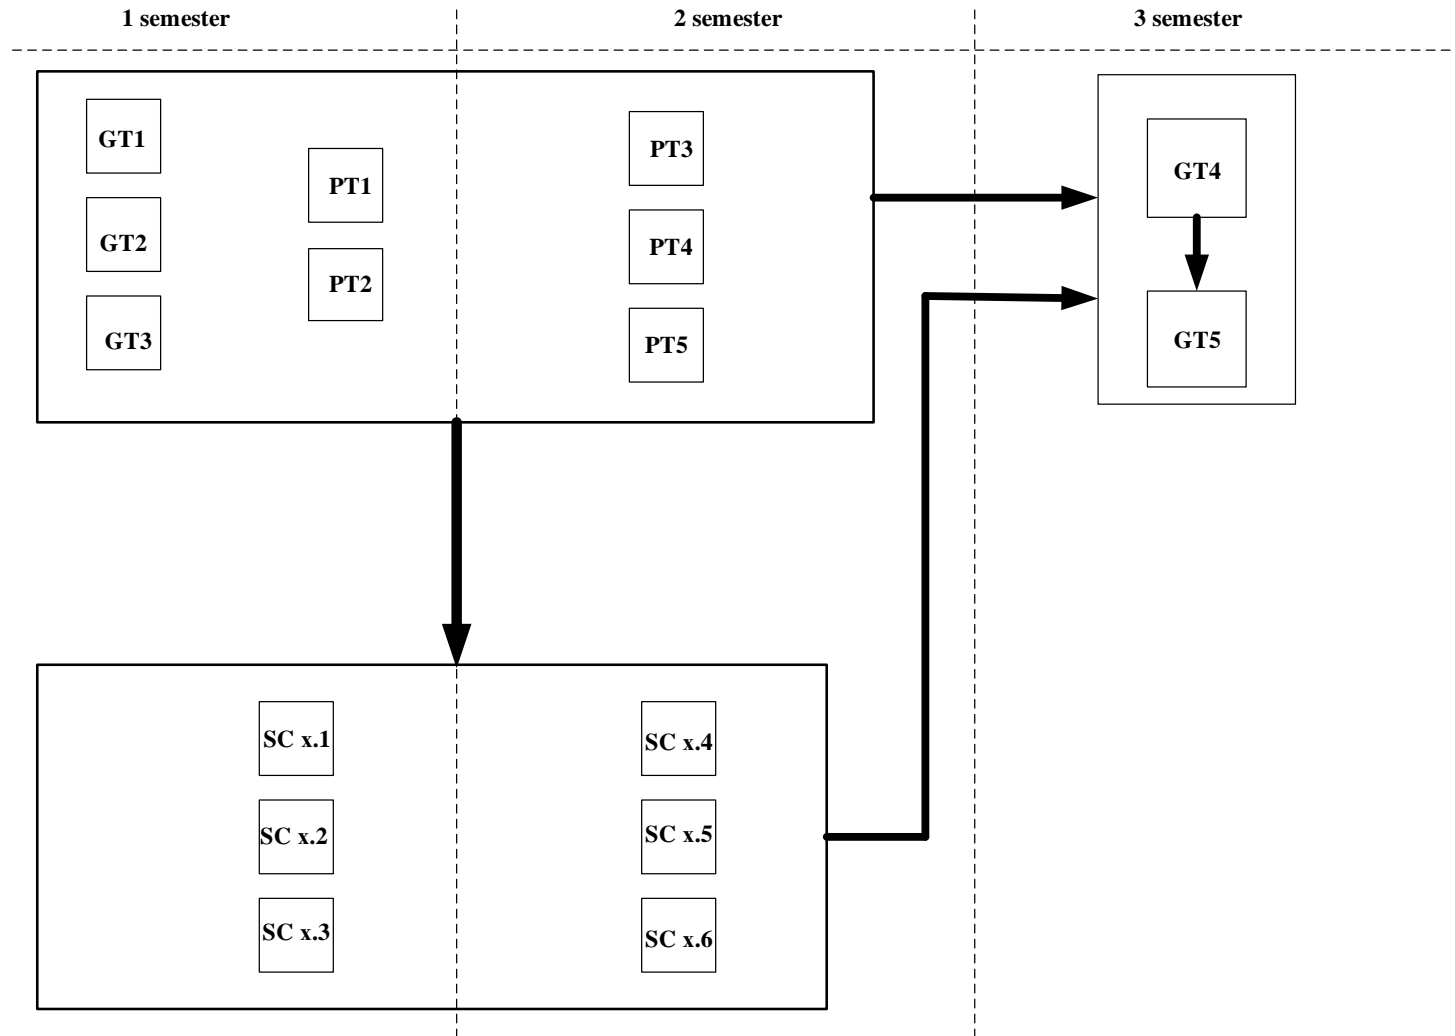 1 semester
2 semester
3 semester
GT1
GT2
GT3
PT1
PT2
PT3
PT4
PT5
GT4
GT5
SC x.1
SC x.2
SC x.3
SC x.4
SC x.5
SC x.6